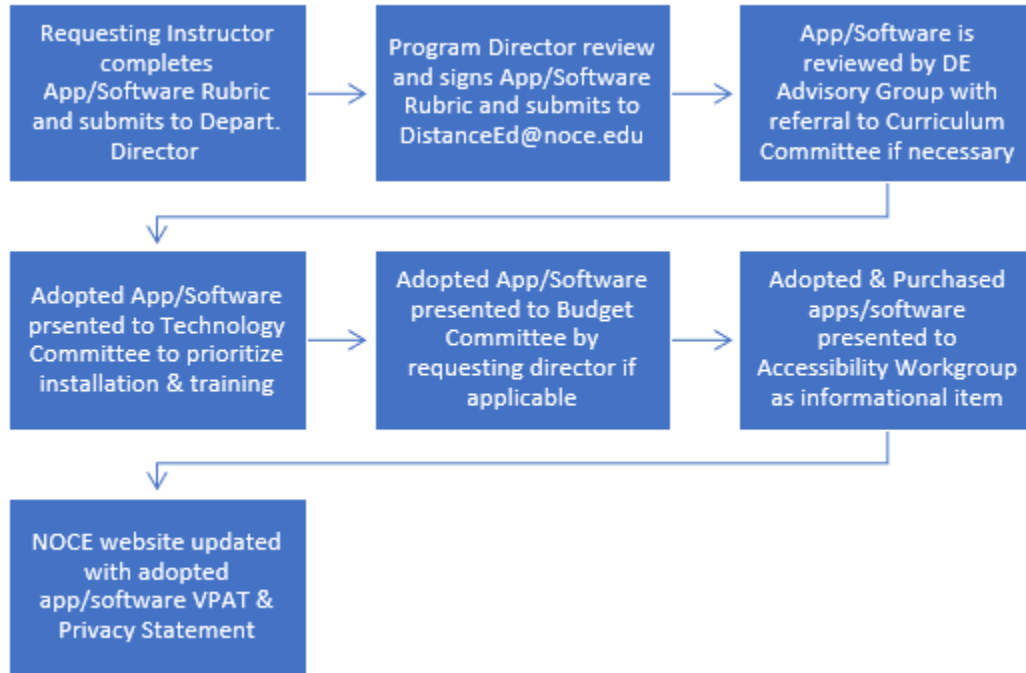 Requesting Instructor
completes
App/Software Rubric
and submits to Depart.
Director
Program Director review
and signs App/Software
Rubric and submits to
DistanceEd@noce.edu
App/Software is
reviewed by DE
Advisory Group with
referral to Curriculum
Committee if necessary
Adopted App/Software
prsented to Technology
Committee to prioritize
installation & training
Adopted App/Software
presented to Budget
Committee by
requesting director if
applicable
Adopted & Purchased
apps/software
presented to
Accessibility Workgroup
as informational item
NOCE website updated
with adopted
app/software VPAT &
Privacy Statement